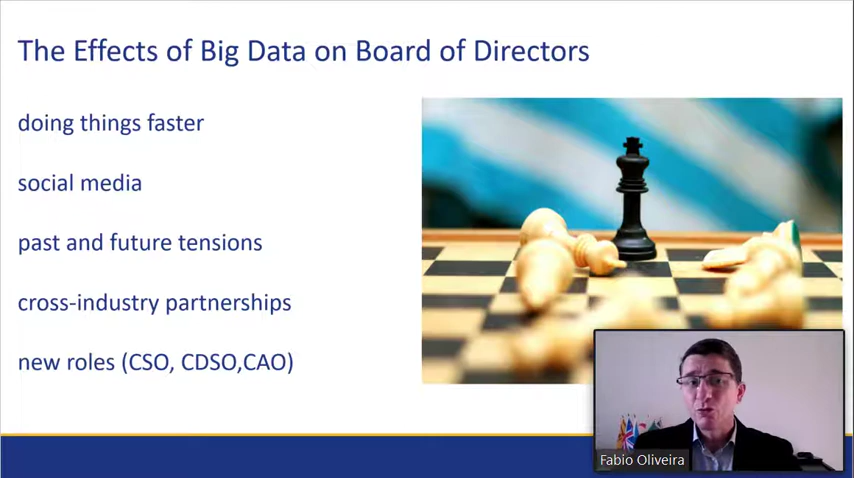 The Effects of Big Data on Board of Directors
doing things faster
social media
past and future tensions
cross-industry partnerships
new roles (CSO, CDSO,CAO)
Fabio Oliveira